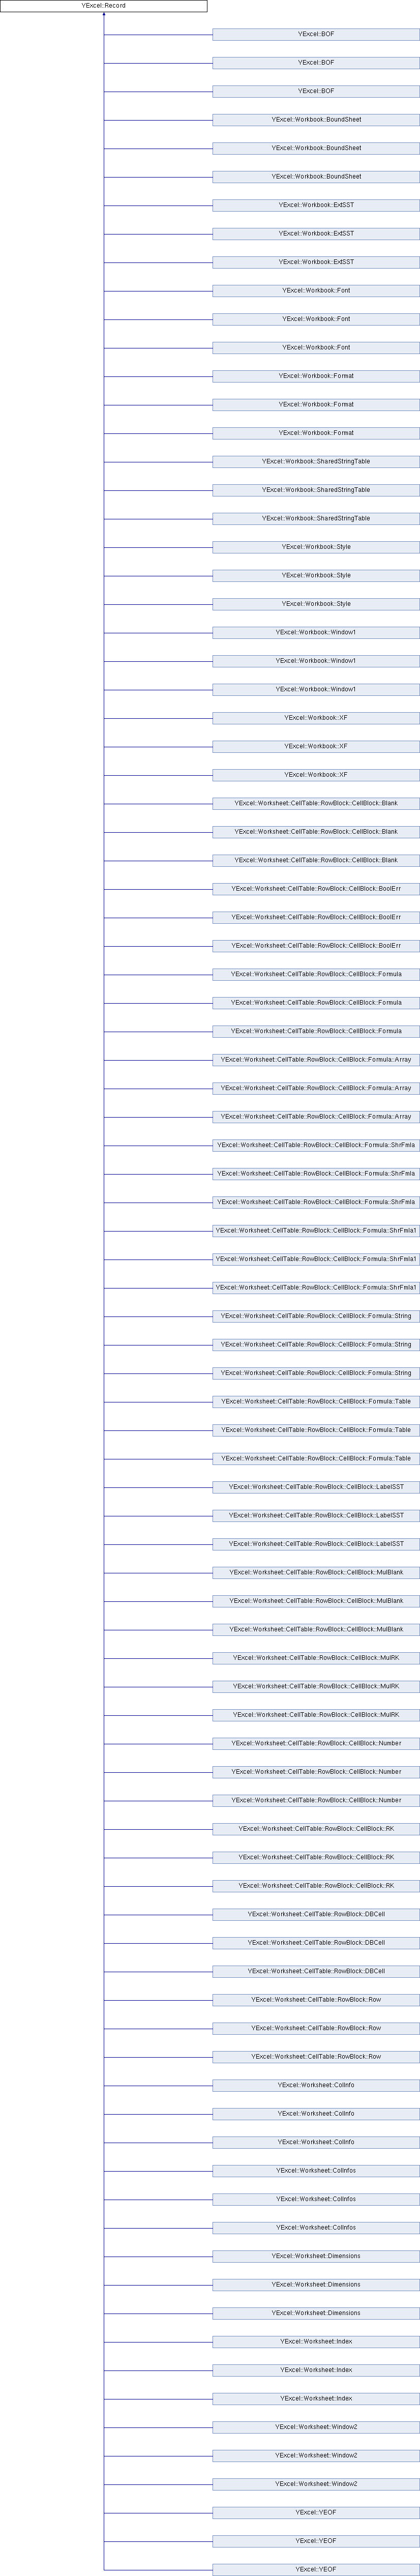 YExcel::Record
YExcel::BOF
YExcel::BOF
YExcel::BOF
YExcel::Workbook::BoundSheet
YExcel::Workbook::BoundSheet
YExcel::Workbook::BoundSheet
YExcel::Workbook::ExtSST
YExcel::Workbook::ExtSST
YExcel::Workbook::ExtSST
YExcel::Workbook::Font
YExcel::Workbook::Font
YExcel::Workbook::Font
YExcel::Workbook::Format
YExcel::Workbook::Format
YExcel::Workbook::Format
YExcel::Workbook::SharedStringTable
YExcel::Workbook::SharedStringTable
YExcel::Workbook::SharedStringTable
YExcel::Workbook::Style
YExcel::Workbook::Style
YExcel::Workbook::Style
YExcel::Workbook::Window1
YExcel::Workbook::Window1
YExcel::Workbook::Window1
YExcel::Workbook::XF
YExcel::Workbook::XF
YExcel::Workbook::XF
YExcel::Worksheet::CellTable::RowBlock::CellBlock::Blank
YExcel::Worksheet::CellTable::RowBlock::CellBlock::Blank
YExcel::Worksheet::CellTable::RowBlock::CellBlock::Blank
YExcel::Worksheet::CellTable::RowBlock::CellBlock::BoolErr
YExcel::Worksheet::CellTable::RowBlock::CellBlock::BoolErr
YExcel::Worksheet::CellTable::RowBlock::CellBlock::BoolErr
YExcel::Worksheet::CellTable::RowBlock::CellBlock::Formula
YExcel::Worksheet::CellTable::RowBlock::CellBlock::Formula
YExcel::Worksheet::CellTable::RowBlock::CellBlock::Formula
YExcel::Worksheet::CellTable::RowBlock::CellBlock::Formula::Array
YExcel::Worksheet::CellTable::RowBlock::CellBlock::Formula::Array
YExcel::Worksheet::CellTable::RowBlock::CellBlock::Formula::Array
YExcel::Worksheet::CellTable::RowBlock::CellBlock::Formula::ShrFmla
YExcel::Worksheet::CellTable::RowBlock::CellBlock::Formula::ShrFmla
YExcel::Worksheet::CellTable::RowBlock::CellBlock::Formula::ShrFmla
YExcel::Worksheet::CellTable::RowBlock::CellBlock::Formula::ShrFmla1
YExcel::Worksheet::CellTable::RowBlock::CellBlock::Formula::ShrFmla1
YExcel::Worksheet::CellTable::RowBlock::CellBlock::Formula::ShrFmla1
YExcel::Worksheet::CellTable::RowBlock::CellBlock::Formula::String
YExcel::Worksheet::CellTable::RowBlock::CellBlock::Formula::String
YExcel::Worksheet::CellTable::RowBlock::CellBlock::Formula::String
YExcel::Worksheet::CellTable::RowBlock::CellBlock::Formula::Table
YExcel::Worksheet::CellTable::RowBlock::CellBlock::Formula::Table
YExcel::Worksheet::CellTable::RowBlock::CellBlock::Formula::Table
YExcel::Worksheet::CellTable::RowBlock::CellBlock::LabelSST
YExcel::Worksheet::CellTable::RowBlock::CellBlock::LabelSST
YExcel::Worksheet::CellTable::RowBlock::CellBlock::LabelSST
YExcel::Worksheet::CellTable::RowBlock::CellBlock::MulBlank
YExcel::Worksheet::CellTable::RowBlock::CellBlock::MulBlank
YExcel::Worksheet::CellTable::RowBlock::CellBlock::MulBlank
YExcel::Worksheet::CellTable::RowBlock::CellBlock::MulRK
YExcel::Worksheet::CellTable::RowBlock::CellBlock::MulRK
YExcel::Worksheet::CellTable::RowBlock::CellBlock::MulRK
YExcel::Worksheet::CellTable::RowBlock::CellBlock::Number
YExcel::Worksheet::CellTable::RowBlock::CellBlock::Number
YExcel::Worksheet::CellTable::RowBlock::CellBlock::Number
YExcel::Worksheet::CellTable::RowBlock::CellBlock::RK
YExcel::Worksheet::CellTable::RowBlock::CellBlock::RK
YExcel::Worksheet::CellTable::RowBlock::CellBlock::RK
YExcel::Worksheet::CellTable::RowBlock::DBCell
YExcel::Worksheet::CellTable::RowBlock::DBCell
YExcel::Worksheet::CellTable::RowBlock::DBCell
YExcel::Worksheet::CellTable::RowBlock::Row
YExcel::Worksheet::CellTable::RowBlock::Row
YExcel::Worksheet::CellTable::RowBlock::Row
YExcel::Worksheet::ColInfo
YExcel::Worksheet::ColInfo
YExcel::Worksheet::ColInfo
YExcel::Worksheet::ColInfos
YExcel::Worksheet::ColInfos
YExcel::Worksheet::ColInfos
YExcel::Worksheet::Dimensions
YExcel::Worksheet::Dimensions
YExcel::Worksheet::Dimensions
YExcel::Worksheet::Index
YExcel::Worksheet::Index
YExcel::Worksheet::Index
YExcel::Worksheet::Window2
YExcel::Worksheet::Window2
YExcel::Worksheet::Window2
YExcel::YEOF
YExcel::YEOF
YExcel::YEOF